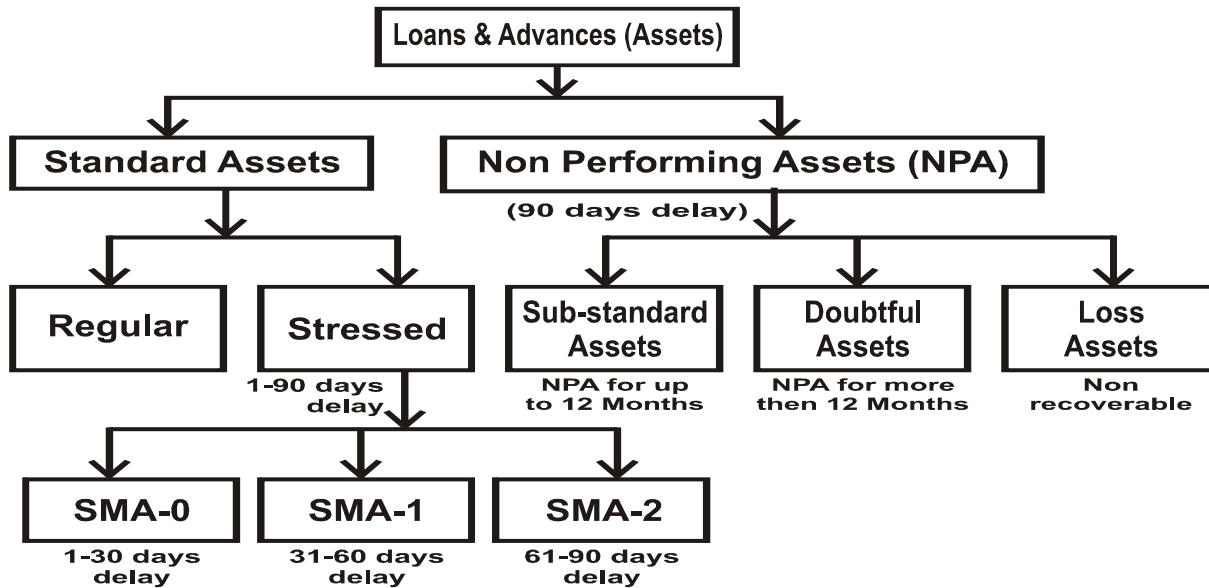 Loans & Advances (Assets)
Standard Assets
Non Performing Assets (NPA)
(90 days delay)
Regular
Stressed
1-90 days
delay
Sub-standard
Assets
NPA for up
to 12 Months
Doubtful
Assets
NPA for more
then 12 Months
Loss
Assets
Non
recoverable
SMA-0
1-30 days
delay
SMA-1
31-60 days
delay
SMA-2
61-90 days
delay